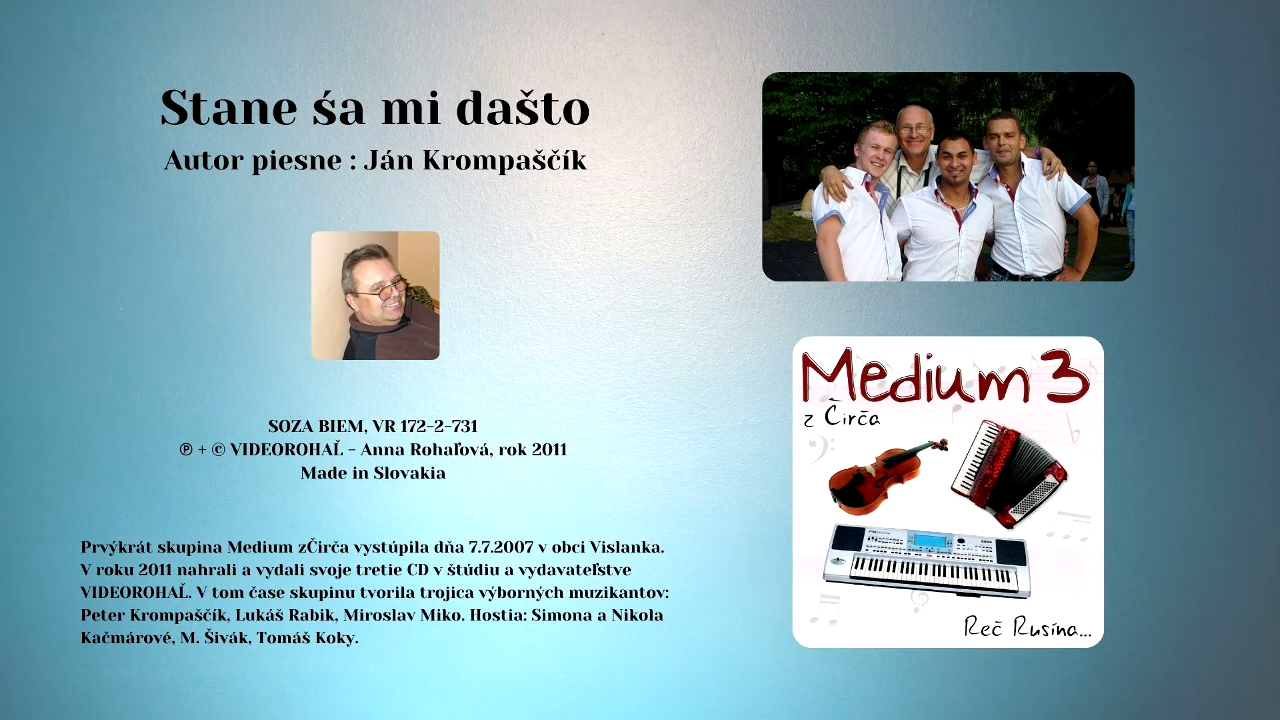 Stane śa mi dašto
Autor piesne : Ján Krompaščík
SOZA BIEM, VR 172-2-731
℗ + © VIDEOROHAĽ - Anna Rohaľová, rok 2011
Made in Slovakia
Prvýkrát skupina Medium zČirča vystúpila dňa 7.7.2007 v obci Vislanka.
V roku 2011 nahrali a vydali svoje tretie CD v štúdiu a vydavateľstve
VIDEOROHAĽ. V tom čase skupinu tvorila trojica výborných muzikantov:
Peter Krompaščík, Lukáš Rabik, Miroslav Miko. Hostia: Simona a Nikola
Kačmárové, M. Šivák, Tomáš Koky.
Medium 3
z Čirča
Reč Rusína...